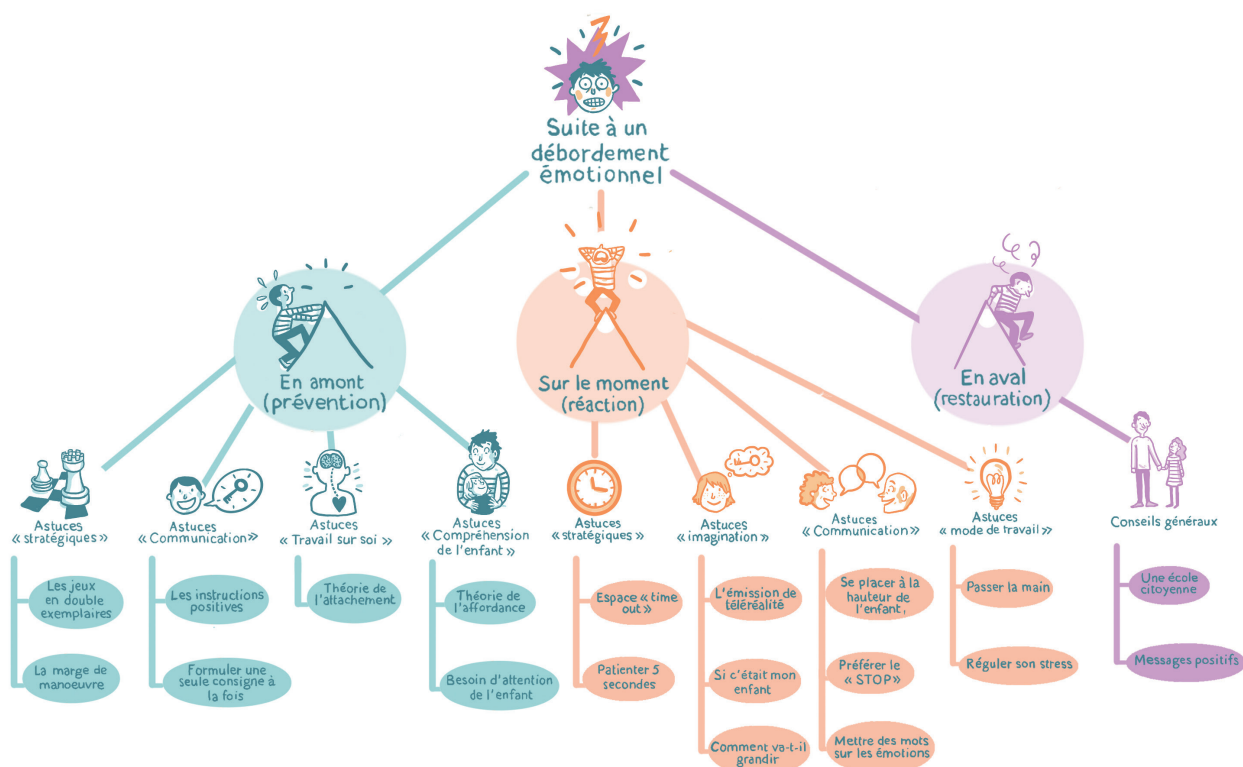 Suite à un
débordement
émotionnel
En amont
(prévention)
Sur le moment
(réaction)
En aval
(restauration)
Astuces
« stratégiques »
Les jeux
en double
exemplaires
La marge de
manoeuvre
Astuces
« Communication »
Les instructions
positives
Formuler une
seule consigne à
la fois
Astuces
« Travail sur soi »
Théorie de
l'attachement
Astuces
« Compréhension
de l'enfant »
Théorie de
l'affordance
Besoin d'attention
de l'enfant
Astuces
« stratégiques »
Espace « time
out »
Patienter 5
secondes
Astuces
« imagination »
L'émission de
téléréalité
Si c'était mon
enfant
Comment va-t-il
grandir
Astuces
« Communication »
Se placer à la
hauteur de
l'enfant,
Préférer le
« STOP »
Mettre des mots
sur les émotions
Astuces
« mode de travail »
Passer la main
Réguler son stress
Conseils généraux
Une école
citoyenne
Messages positifs